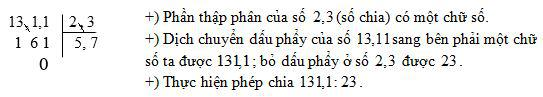 13,1,1 2,3
1 6 1 5,7
0
+) Phần thập phân của số 2,3 (số chia) có một chữ số.
+) Dịch chuyển dấu phẩy của số 13,11 sang bên phải một chữ
số ta được 131,1; bỏ dấu phẩy ở số 2,3 được 23.
+) Thực hiện phép chia 131,1: 23.